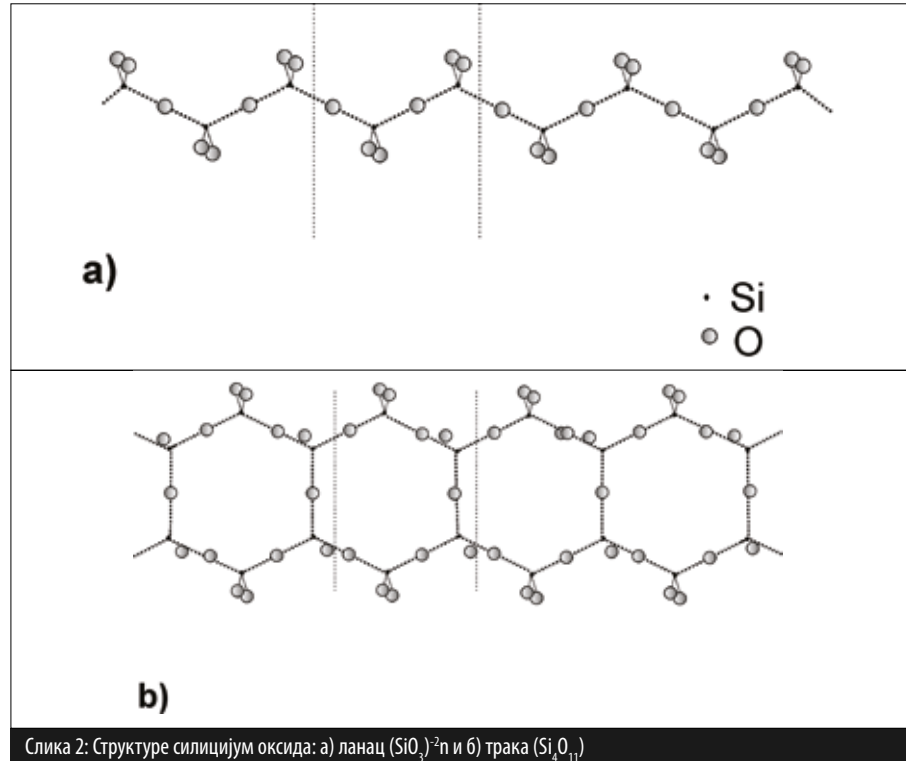 a)
Si
O
b)
Слика 2: Структуре силицијум оксида: а) ланац (SiO₃)⁻²n и б) трака (Si₄O₁₁)